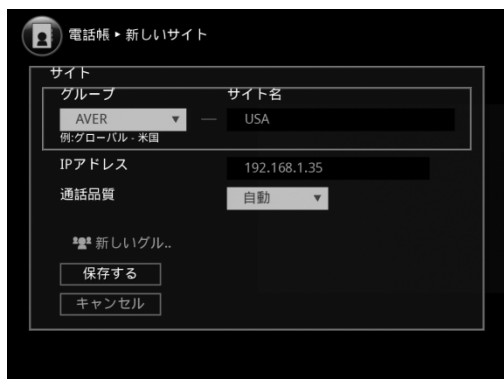 電話帳 ▸ 新しいサイト
サイト
グループ サイト名
AVER ▼ — USA
例:グローバル - 米国
IPアドレス 192.168.1.35
通話品質 自動 ▼
新しいグル..
保存する
キャンセル